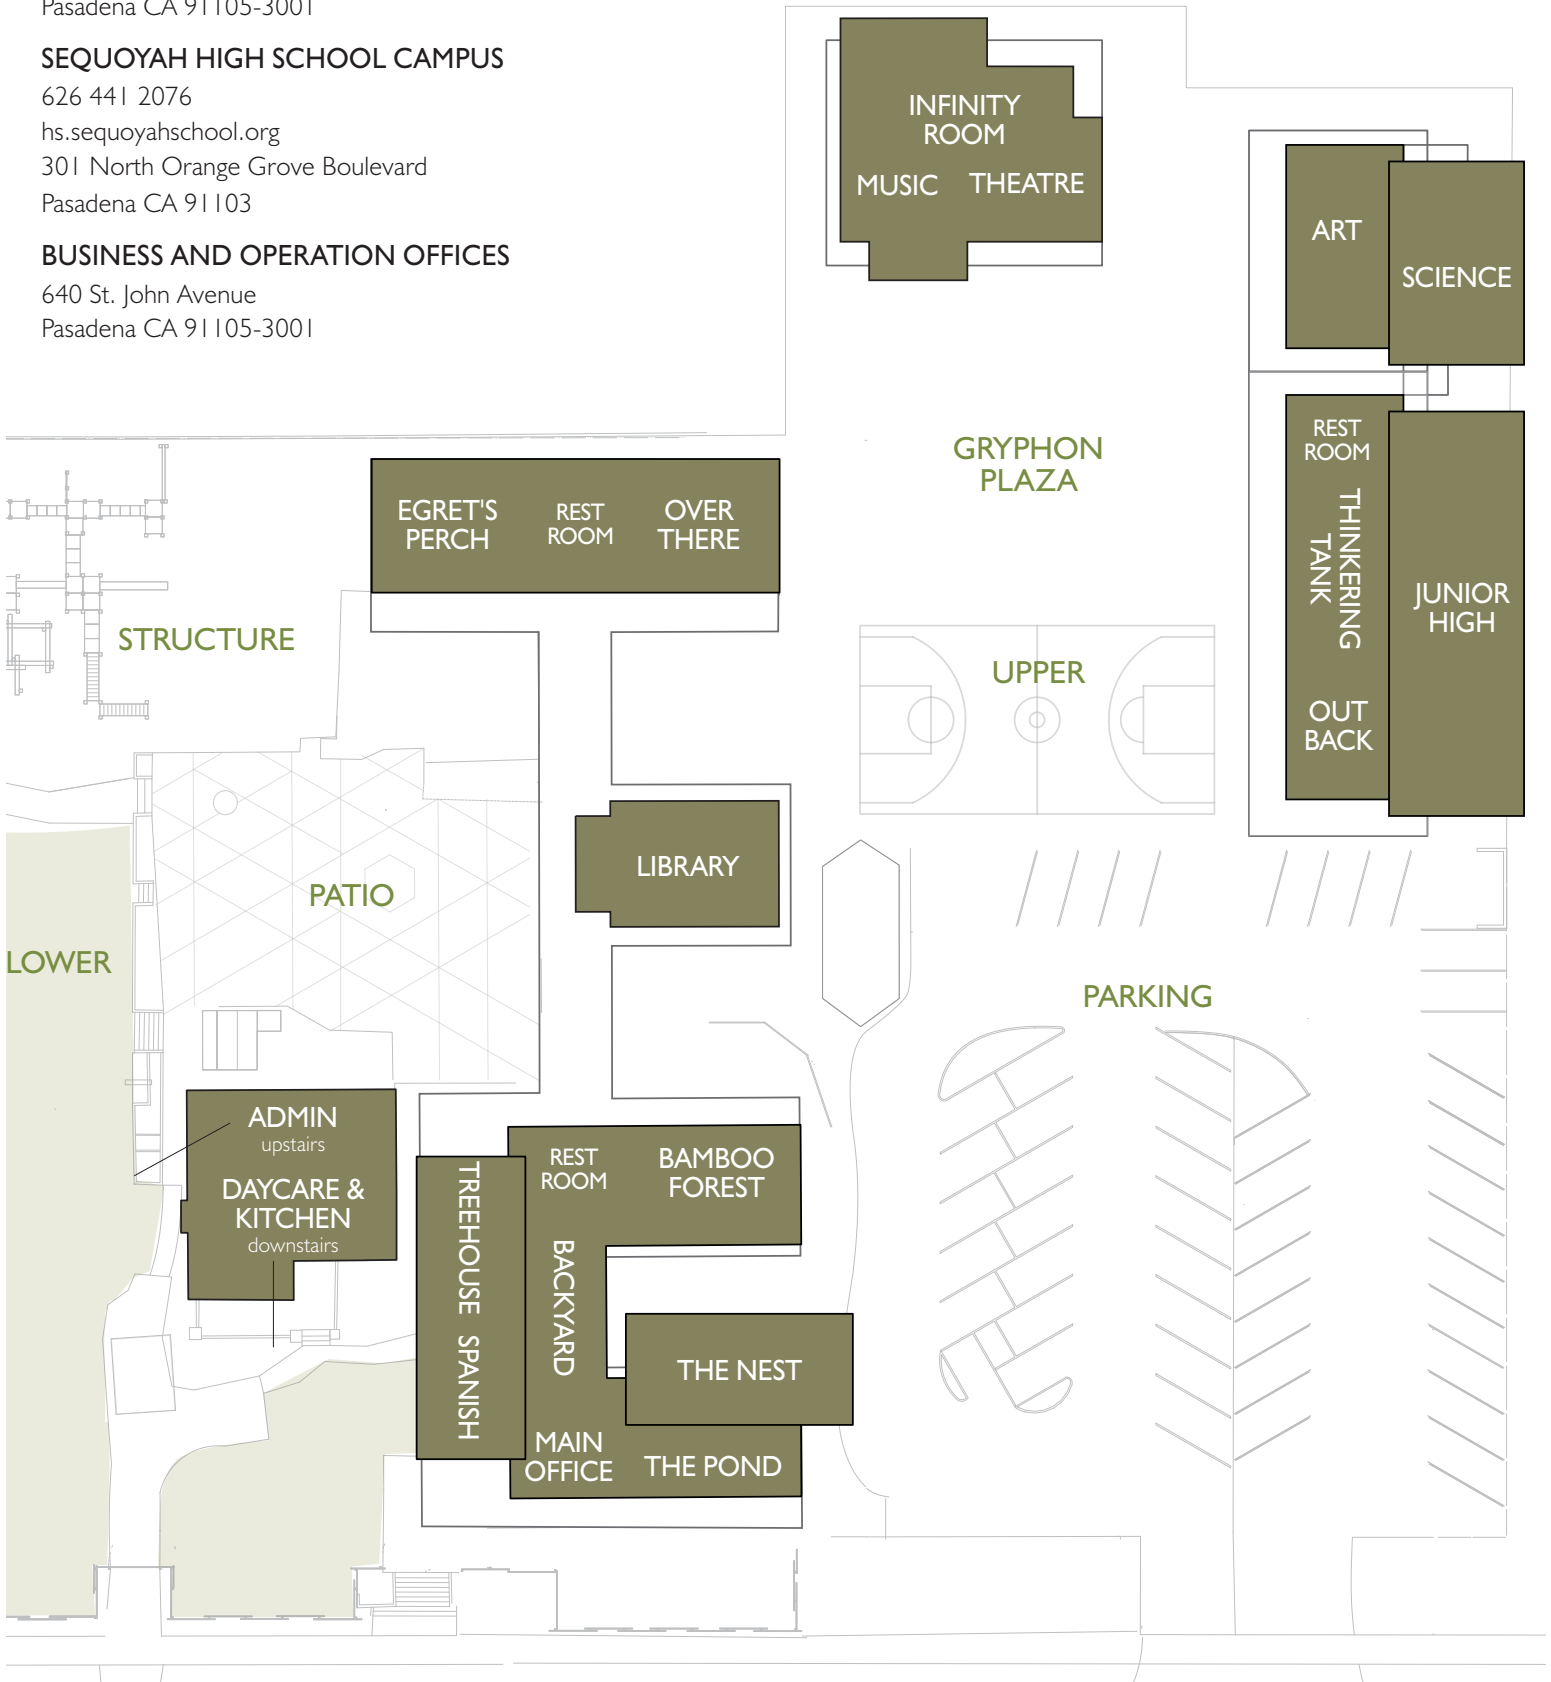 Pasadena CA 91105-3001
SEQUOYAH HIGH SCHOOL CAMPUS
626 441 2076
hs.sequoyahschool.org
301 North Orange Grove Boulevard
Pasadena CA 91103
BUSINESS AND OPERATION OFFICES
640 St. John Avenue
Pasadena CA 91105-3001
INFINITY
ROOM
MUSIC
THEATRE
ART
SCIENCE
GRYPHON
PLAZA
REST
ROOM
THINKERING
TANK
OUT
BACK
JUNIOR
HIGH
EGRET'S
PERCH
REST
ROOM
OVER
THERE
STRUCTURE
UPPER
LIBRARY
PATIO
LOWER
PARKING
ADMIN
upstairs
DAYCARE &
KITCHEN
downstairs
TREEHOUSE
SPANISH
REST
ROOM
BAMBOO
FOREST
BACKYARD
THE NEST
MAIN
OFFICE
THE POND